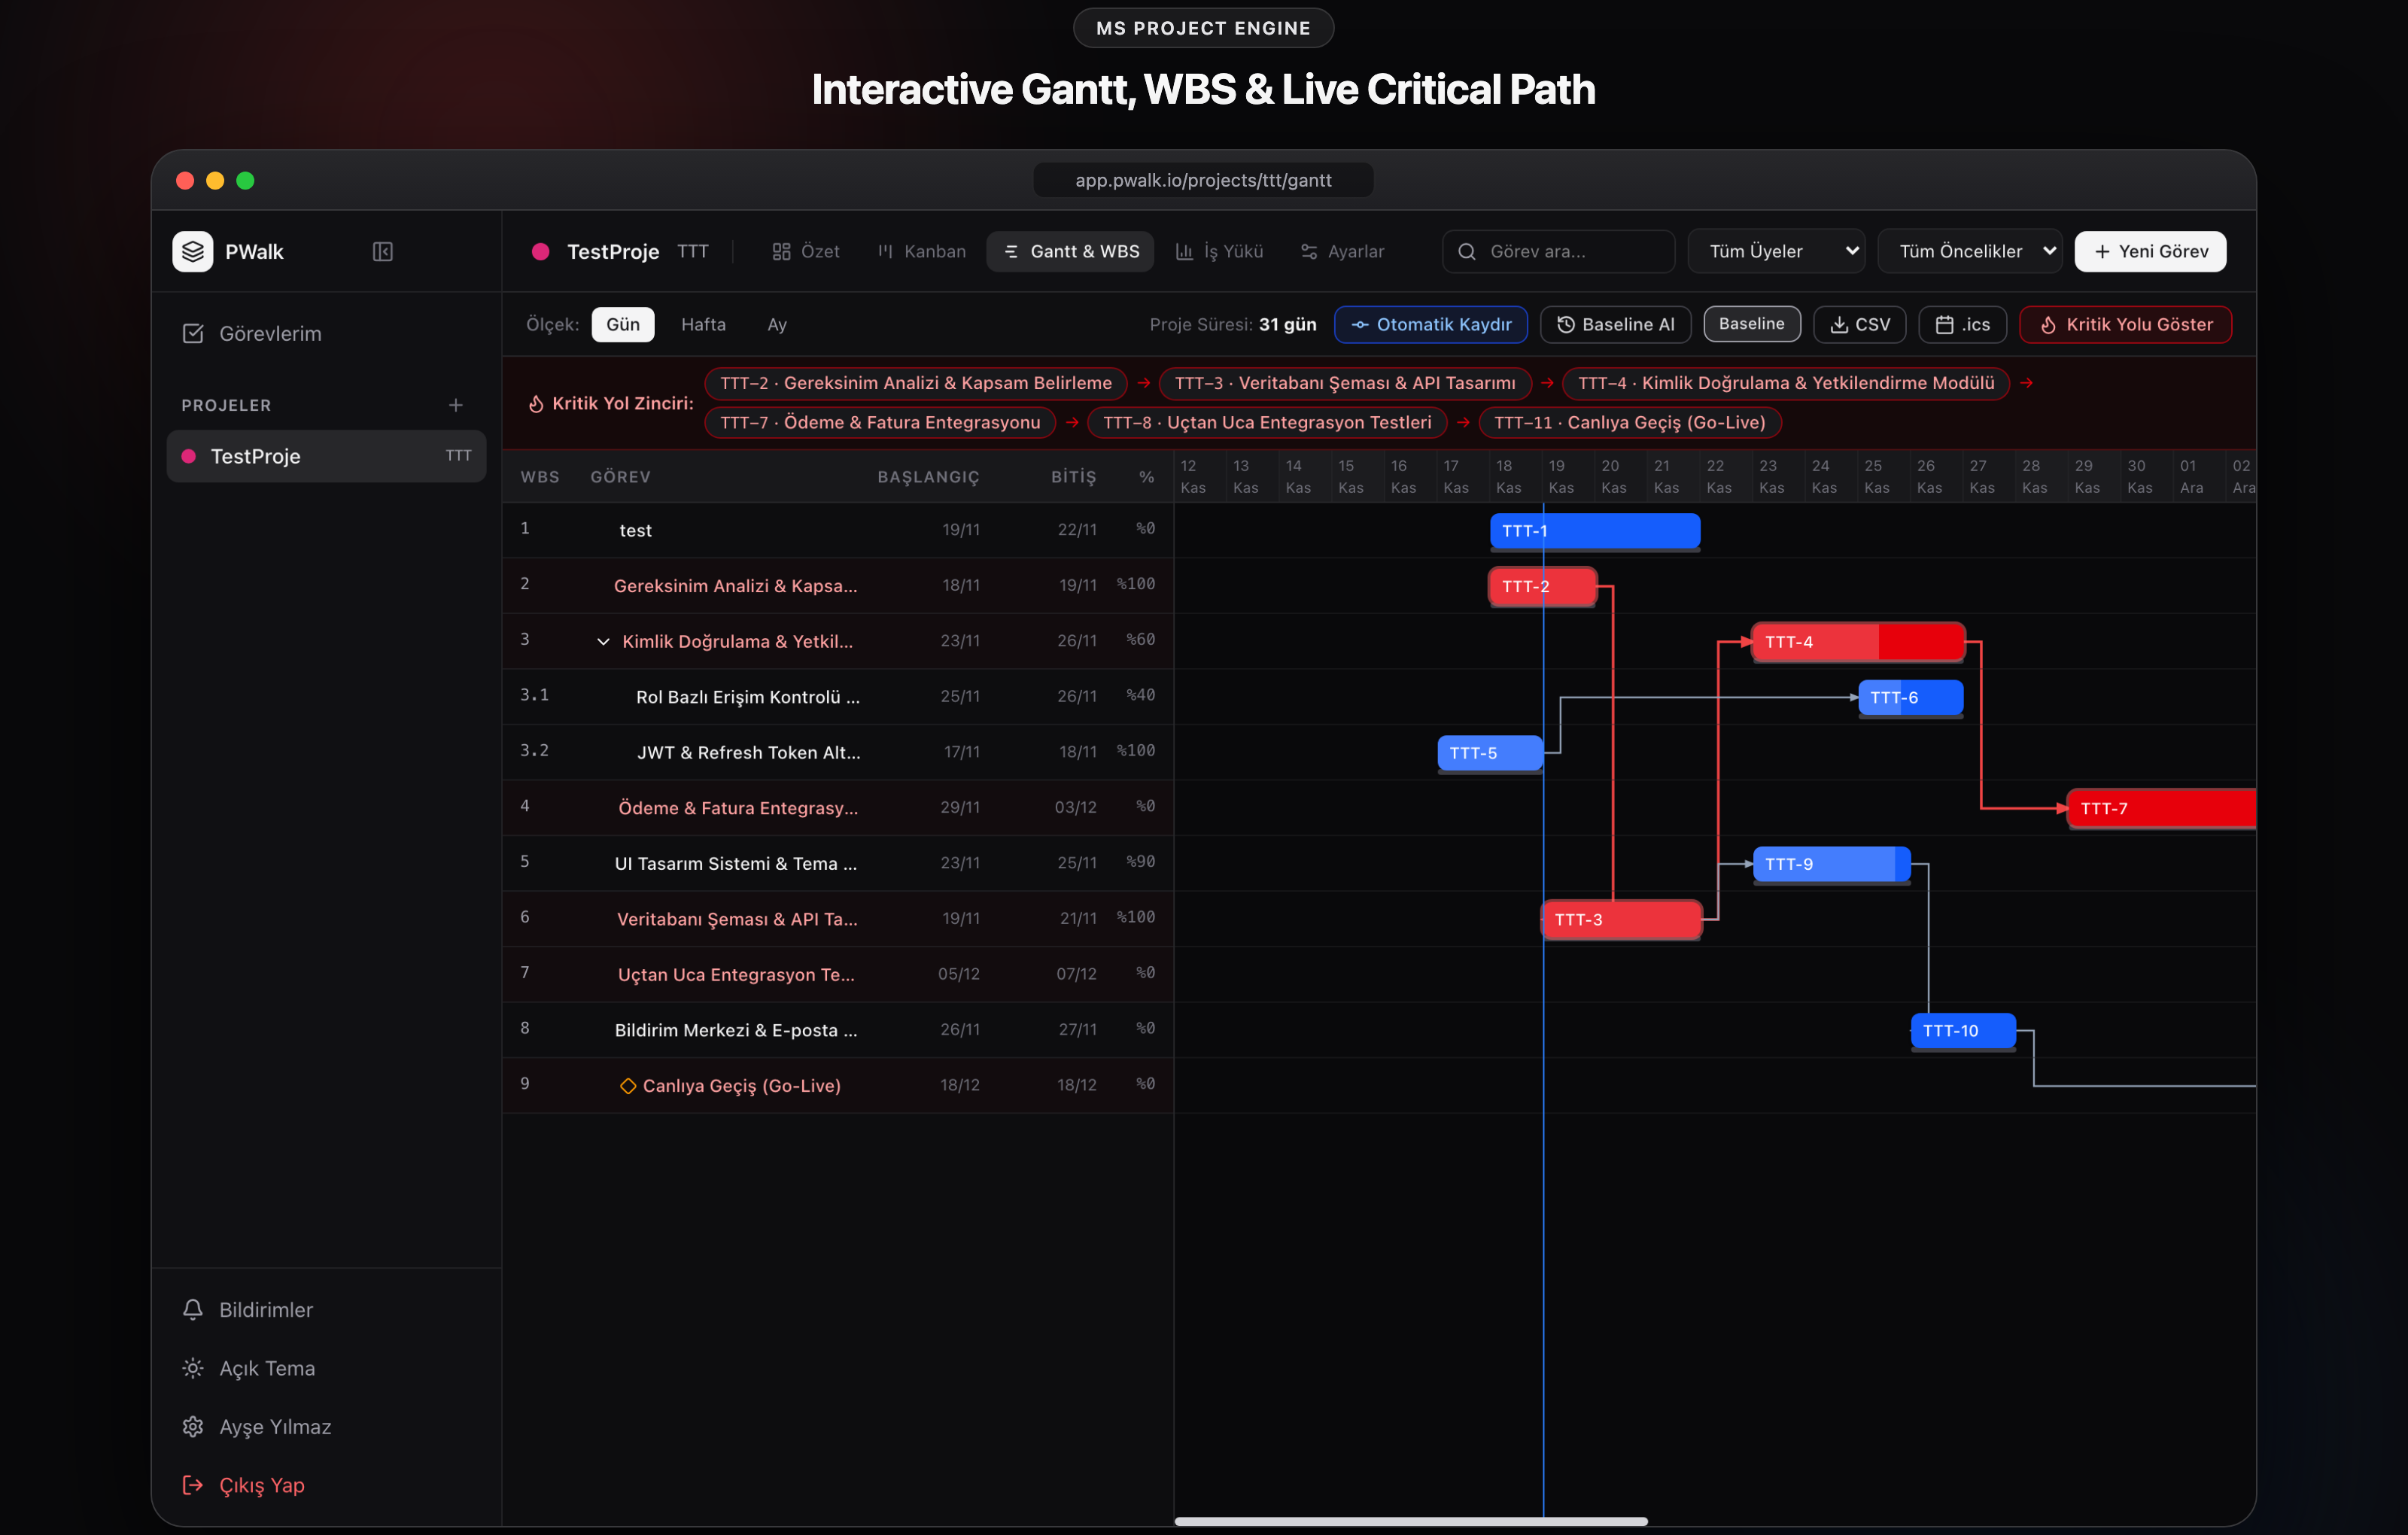 MS PROJECT ENGINE
Interactive Gantt, WBS & Live Critical Path
app.pwalk.io/projects/ttt/gantt
PWalk
TestProje TTT Özet Kanban Gantt & WBS İş Yükü Ayarlar Görev ara... Tüm Üyeler Tüm Öncelikler + Yeni Görev
Görevlerim
PROJELER +
TestProje TTT
Ölçek: Gün Hafta Ay Proje Süresi: 31 gün Otomatik Kaydır Baseline Al Baseline CSV .ics Kritik Yolu Göster
Kritik Yol Zinciri: TTT–2 · Gereksinim Analizi & Kapsam Belirleme → TTT–3 · Veritabanı Şeması & API Tasarımı → TTT–4 · Kimlik Doğrulama & Yetkilendirme Modülü →
TTT–7 · Ödeme & Fatura Entegrasyonu → TTT–8 · Uçtan Uca Entegrasyon Testleri → TTT–11 · Canlıya Geçiş (Go-Live)
WBS GÖREV BAŞLANGIÇ BİTİŞ %
12 Kas 13 Kas 14 Kas 15 Kas 16 Kas 17 Kas 18 Kas 19 Kas 20 Kas 21 Kas 22 Kas 23 Kas 24 Kas 25 Kas 26 Kas 27 Kas 28 Kas 29 Kas 30 Kas 01 Ara 02 Ara
1 test 19/11 22/11 %0 TTT-1
2 Gereksinim Analizi & Kapsa... 18/11 19/11 %100 TTT-2
3 Kimlik Doğrulama & Yetkil... 23/11 26/11 %60 TTT-4
3.1 Rol Bazlı Erişim Kontrolü ... 25/11 26/11 %40 TTT-6
3.2 JWT & Refresh Token Alt... 17/11 18/11 %100 TTT-5
4 Ödeme & Fatura Entegrasy... 29/11 03/12 %0 TTT-7
5 UI Tasarım Sistemi & Tema ... 23/11 25/11 %90 TTT-9
6 Veritabanı Şeması & API Ta... 19/11 21/11 %100 TTT-3
7 Uçtan Uca Entegrasyon Te... 05/12 07/12 %0
8 Bildirim Merkezi & E-posta ... 26/11 27/11 %0 TTT-10
9 Canlıya Geçiş (Go-Live) 18/12 18/12 %0
Bildirimler
Açık Tema
Ayşe Yılmaz
Çıkış Yap